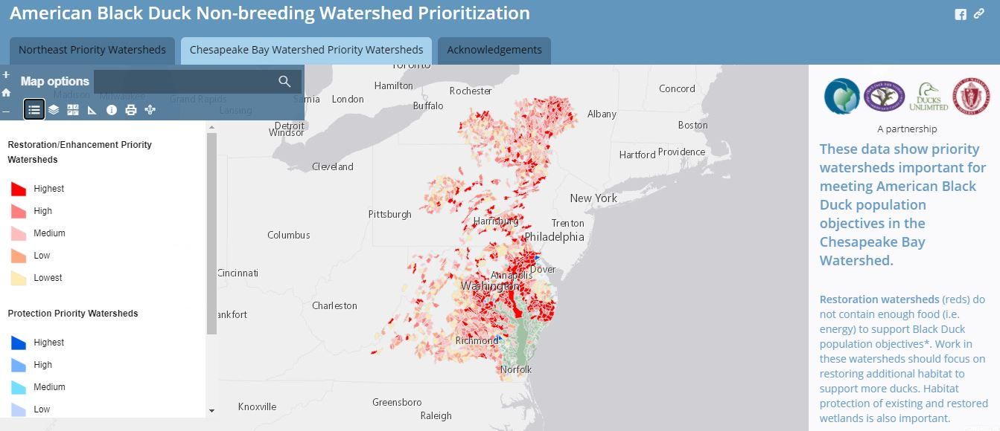 American Black Duck Non-breeding Watershed Prioritization
Northeast Priority Watersheds
Chesapeake Bay Watershed Priority Watersheds
Acknowledgements
Map options
Restoration/Enhancement Priority
Watersheds
Highest
High
Medium
Low
Lowest
Protection Priority Watersheds
Highest
High
Medium
Low
Toronto
Hamilton
Rochester
Concord
Madison
Milwaukee
Grand Rapids
Sarnia
London
Buffalo
Albany
Lansing
Boston
Detroit
Windsor
Hartford
Providence
Cleveland
New York
Pittsburgh
Harrisburg
Trenton
Columbus
Philadelphia
Dover
Cincinnati
Annapolis
Washington
Charleston
ankfort
Richmond
Norfolk
Knoxville
Greensboro
Raleigh
DUCKS
UNLIMITED
A partnership
These data show priority
watersheds important for
meeting American Black
Duck population
objectives in the
Chesapeake Bay
Watershed.
Restoration watersheds (reds) do
not contain enough food (i.e.
energy) to support Black Duck
population objectives*. Work in
these watersheds should focus on
restoring additional habitat to
support more ducks. Habitat
protection of existing and restored
wetlands is also important.